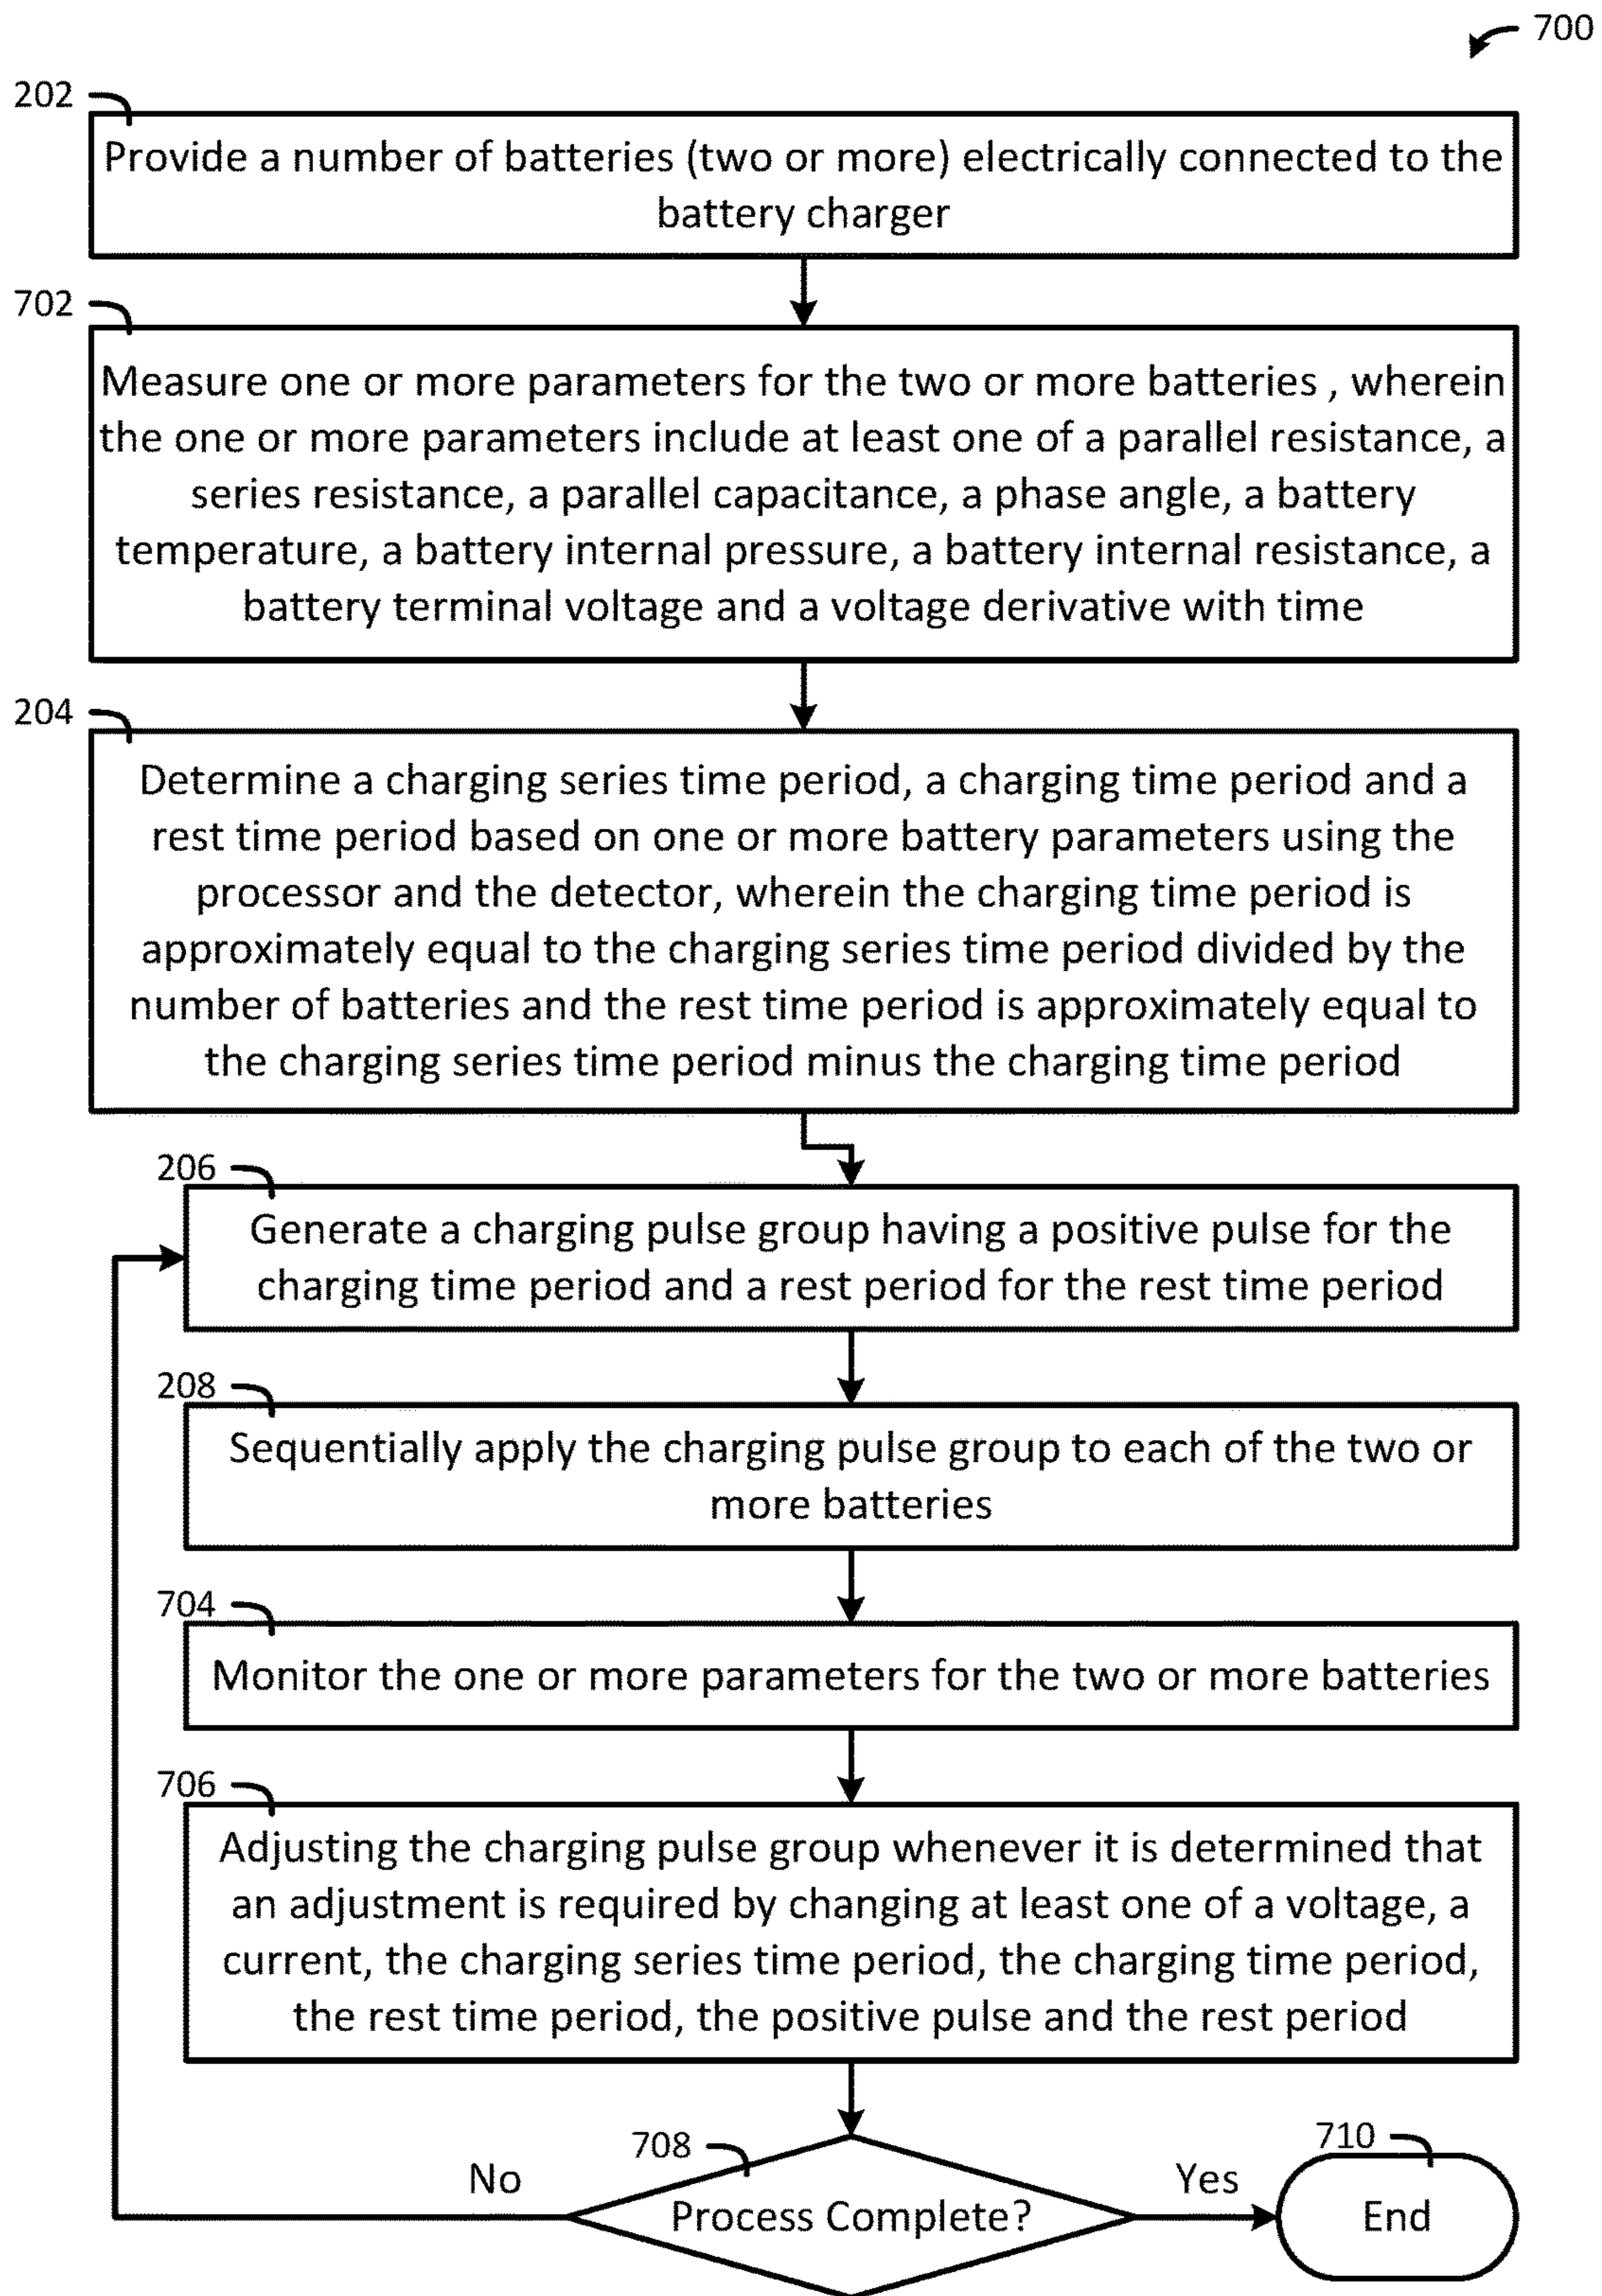 700
202
Provide a number of batteries (two or more) electrically connected to the
battery charger
702
Measure one or more parameters for the two or more batteries , wherein
the one or more parameters include at least one of a parallel resistance, a
series resistance, a parallel capacitance, a phase angle, a battery
temperature, a battery internal pressure, a battery internal resistance, a
battery terminal voltage and a voltage derivative with time
204
Determine a charging series time period, a charging time period and a
rest time period based on one or more battery parameters using the
processor and the detector, wherein the charging time period is
approximately equal to the charging series time period divided by the
number of batteries and the rest time period is approximately equal to
the charging series time period minus the charging time period
206
Generate a charging pulse group having a positive pulse for the
charging time period and a rest period for the rest time period
208
Sequentially apply the charging pulse group to each of the two or
more batteries
704
Monitor the one or more parameters for the two or more batteries
706
Adjusting the charging pulse group whenever it is determined that
an adjustment is required by changing at least one of a voltage, a
current, the charging series time period, the charging time period,
the rest time period, the positive pulse and the rest period
708
710
No
Process Complete?
Yes
End